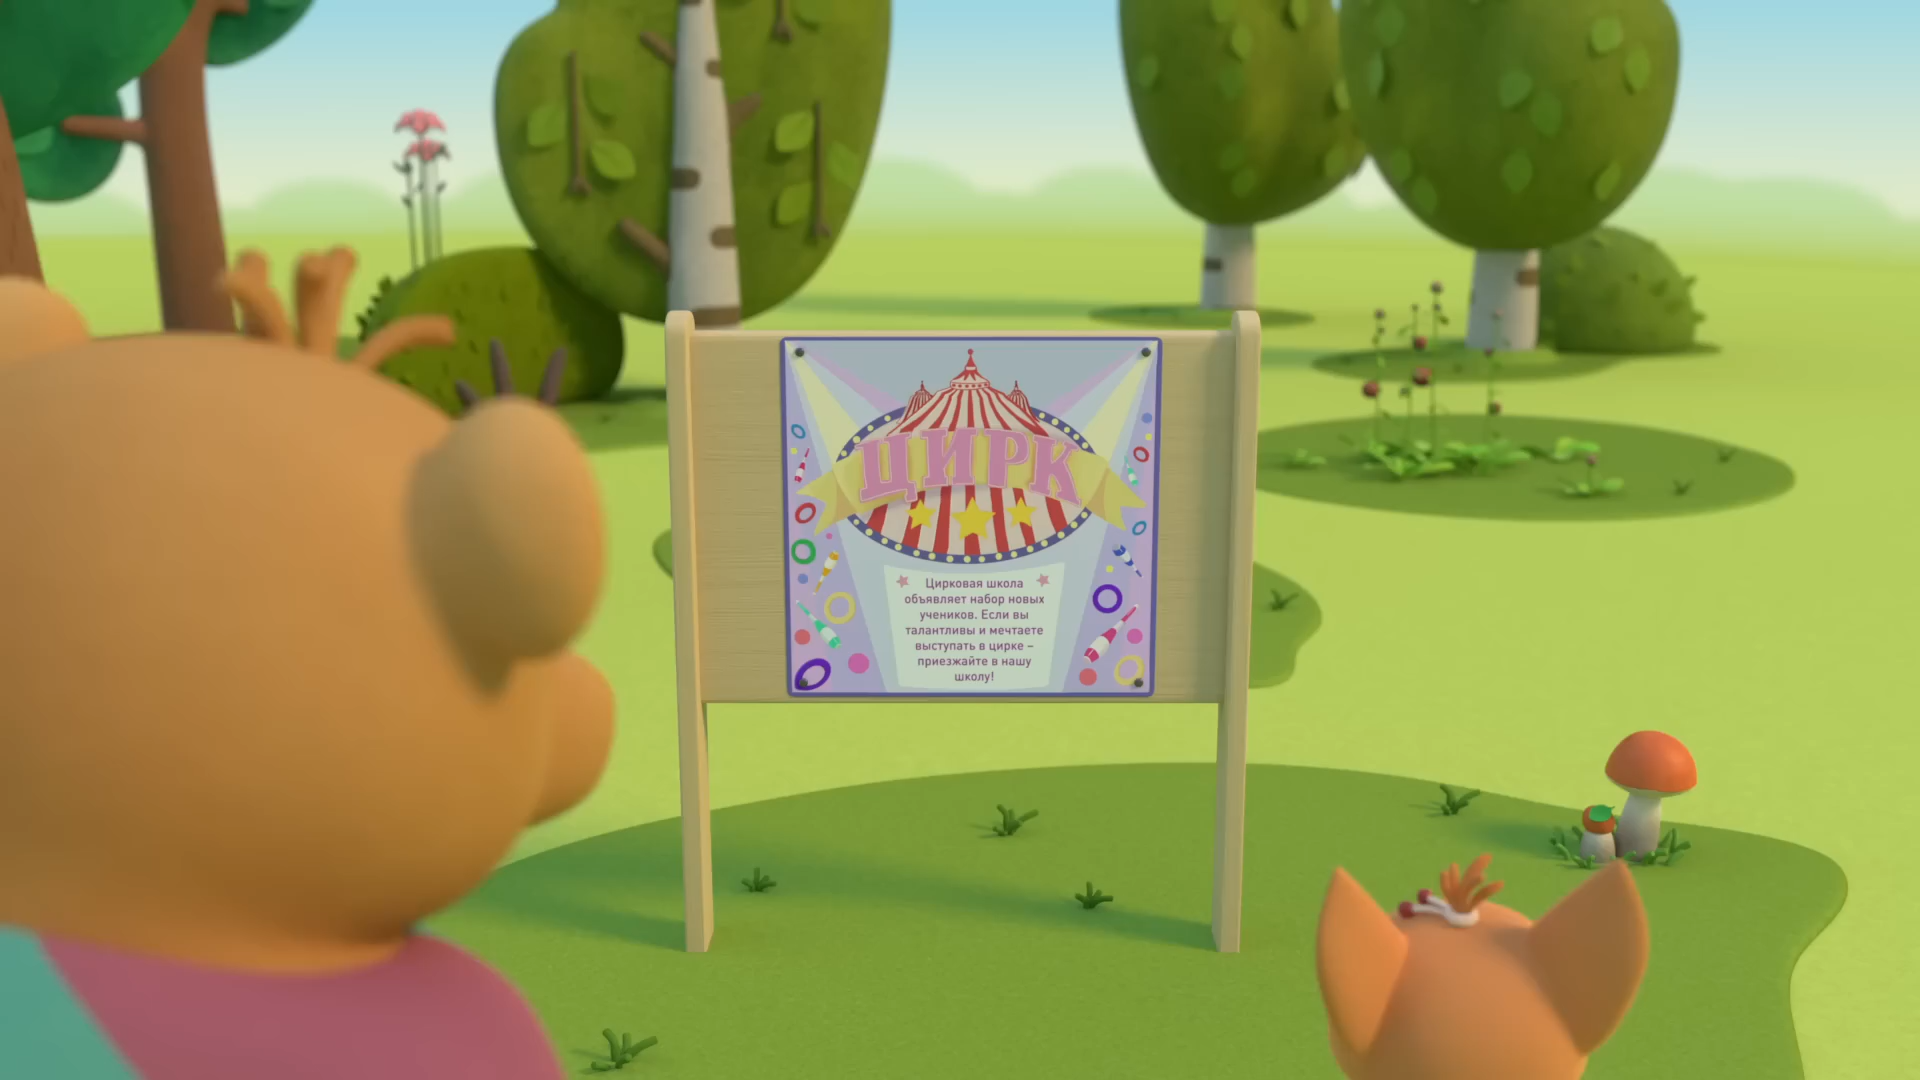 ЦИРК
Цирковая школа
объявляет набор новых
учеников. Если вы
талантливы и мечтаете
выступать в цирке –
приезжайте в нашу
школу!